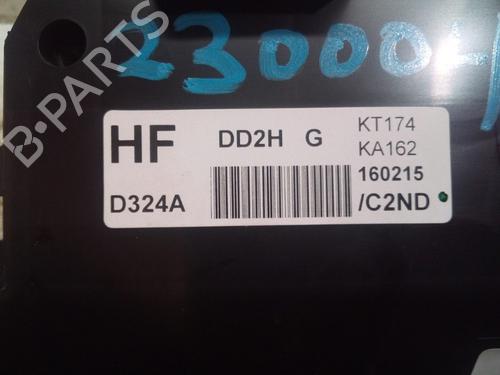 23000
HF DD2H G KT174
KA162
160215
D324A /C2ND
B-PARTS